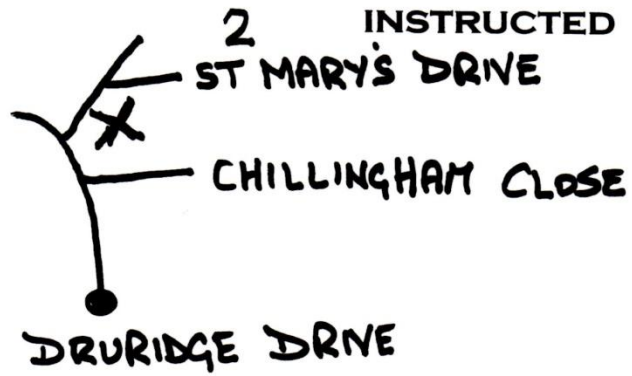 2 INSTRUCTED
ST MARY'S DRIVE
X
CHILLINGHAM CLOSE
DRURIDGE DRIVE